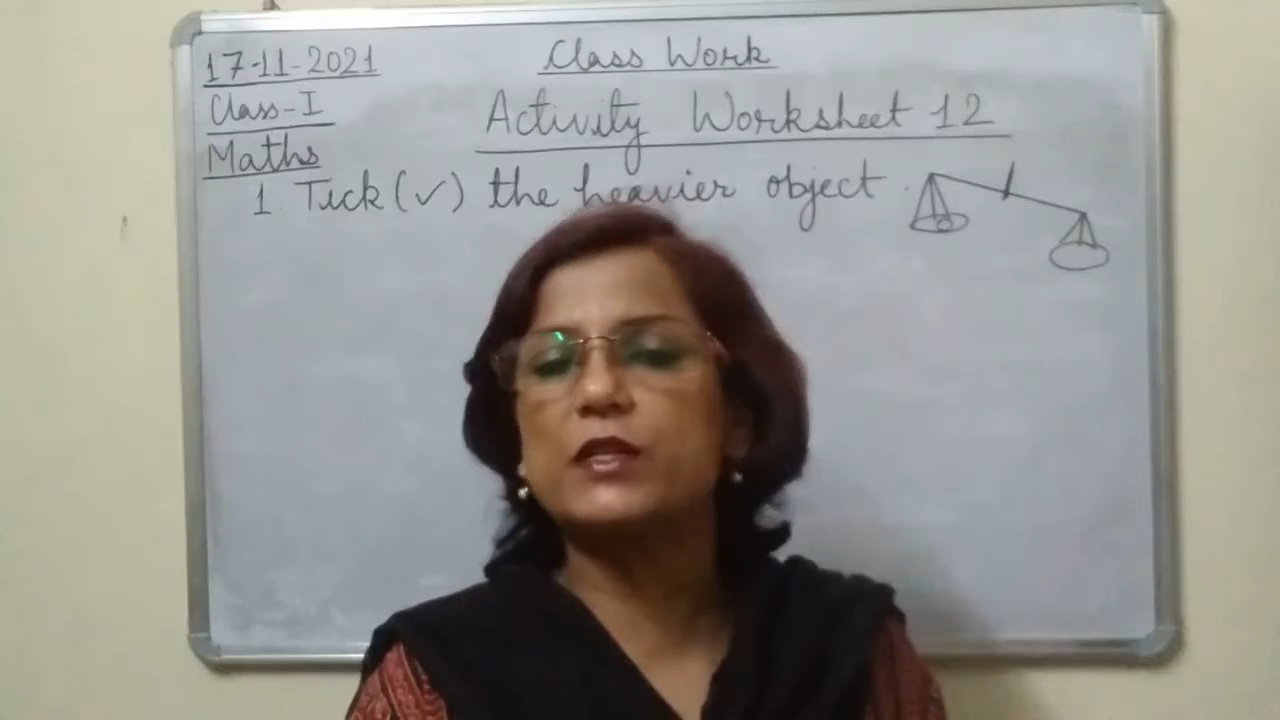 17-11-2021
Class Work
Class-I
Activity Worksheet 12
Maths
1 Tick (✓) the heavier object.